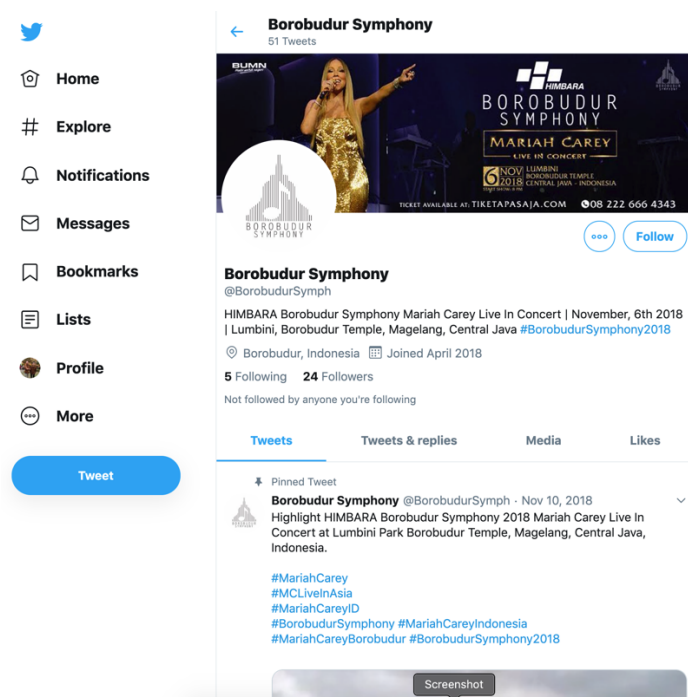 Borobudur Symphony
51 Tweets
Home
Explore
Notifications
Messages
Bookmarks
Lists
Profile
More
Tweet
BUMN
HIMBARA
BOROBUDUR
SYMPHONY
MARIAH CAREY
LIVE IN CONCERT
6 NOV 2018
LUMBINI
BOROBUDUR TEMPLE
CENTRAL JAVA - INDONESIA
TICKET AVAILABLE AT: TIKETAPASAJA.COM 08 222 666 4343
BOROBUDUR
SYMPHONY
Follow
Borobudur Symphony
@BorobudurSymph
HIMBARA Borobudur Symphony Mariah Carey Live In Concert | November, 6th 2018
| Lumbini, Borobudur Temple, Magelang, Central Java #BorobudurSymphony2018
Borobudur, Indonesia Joined April 2018
5 Following 24 Followers
Not followed by anyone you're following
Tweets Tweets & replies Media Likes
Pinned Tweet
Borobudur Symphony @BorobudurSymph · Nov 10, 2018
Highlight HIMBARA Borobudur Symphony 2018 Mariah Carey Live In
Concert at Lumbini Park Borobudur Temple, Magelang, Central Java,
Indonesia.
#MariahCarey
#MCLiveInAsia
#MariahCareyID
#BorobudurSymphony #MariahCareyIndonesia
#MariahCareyBorobudur #BorobudurSymphony2018
Screenshot